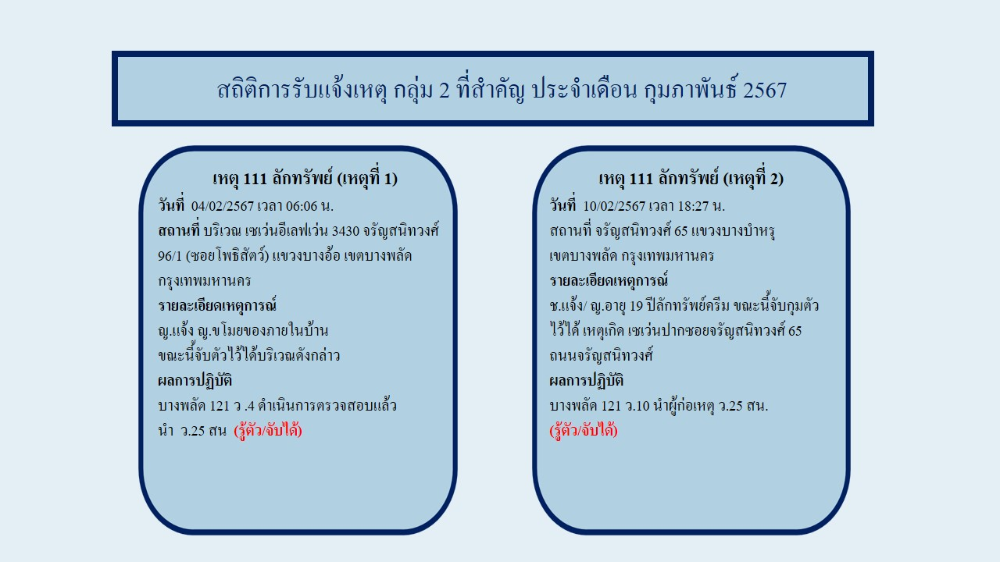 สถิติการรับแจ้งเหตุ กลุ่ม 2 ที่สำคัญ ประจำเดือน กุมภาพันธ์ 2567
เหตุ 111 ลักทรัพย์ (เหตุที่ 1)
วันที่ 04/02/2567 เวลา 06:06 น.
สถานที่ บริเวณ เซเว่นอีเลฟเว่น 3430 จรัญสนิทวงศ์
96/1 (ซอยโพธิสัตว์) แขวงบางอ้อ เขตบางพลัด
กรุงเทพมหานคร
รายละเอียดเหตุการณ์
ญ.แจ้ง ญ.ขโมยของภายในบ้าน
ขณะนี้จับตัวไว้ได้บริเวณดังกล่าว
ผลการปฏิบัติ
บางพลัด 121 ว .4 ดำเนินการตรวจสอบแล้ว
นำ ว.25 สน (รู้ตัว/จับได้)
เหตุ 111 ลักทรัพย์ (เหตุที่ 2)
วันที่ 10/02/2567 เวลา 18:27 น.
สถานที่ จรัญสนิทวงศ์ 65 แขวงบางบำหรุ
เขตบางพลัด กรุงเทพมหานคร
รายละเอียดเหตุการณ์
ช.แจ้ง/ ญ.อายุ 19 ปีลักทรัพย์ครีม ขณะนี้จับกุมตัว
ไว้ได้ เหตุเกิด เซเว่นปากซอยจรัญสนิทวงศ์ 65
ถนนจรัญสนิทวงศ์
ผลการปฏิบัติ
บางพลัด 121 ว.10 นำผู้ก่อเหตุ ว.25 สน.
(รู้ตัว/จับได้)